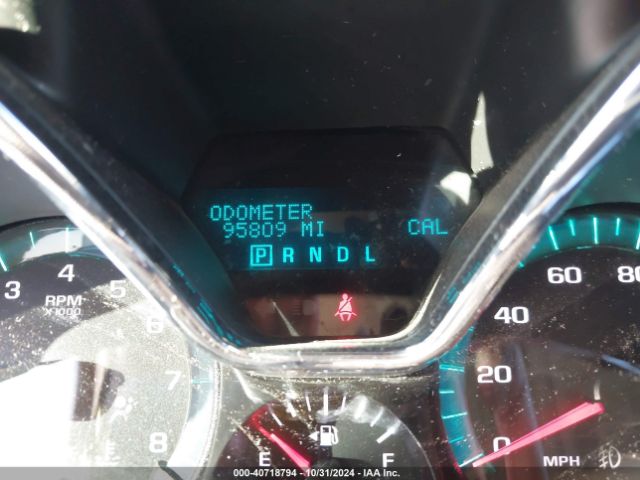 ODOMETER
95809 MI CAL
P R N D L
3 4 5 6 7 8
RPM
X1000
0 20 40 60 80
MPH
E F
000-40718794 - 10/31/2024 - IAA Inc.